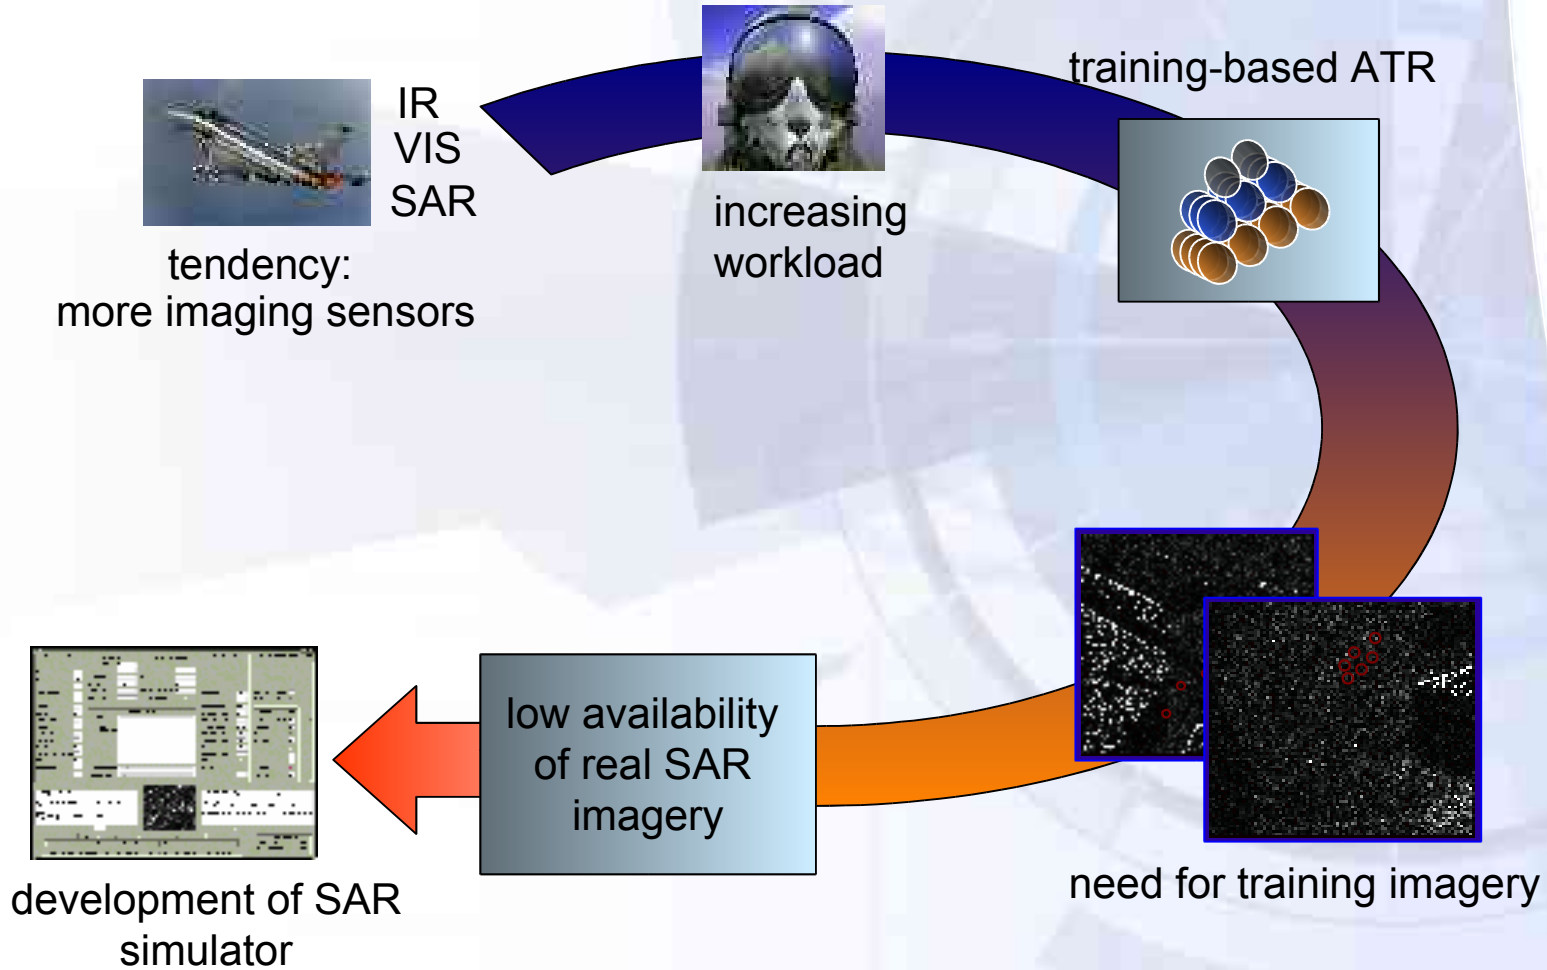 IR
VIS
SAR
tendency:
more imaging sensors
increasing
workload
training-based ATR
need for training imagery
low availability
of real SAR
imagery
development of SAR
simulator